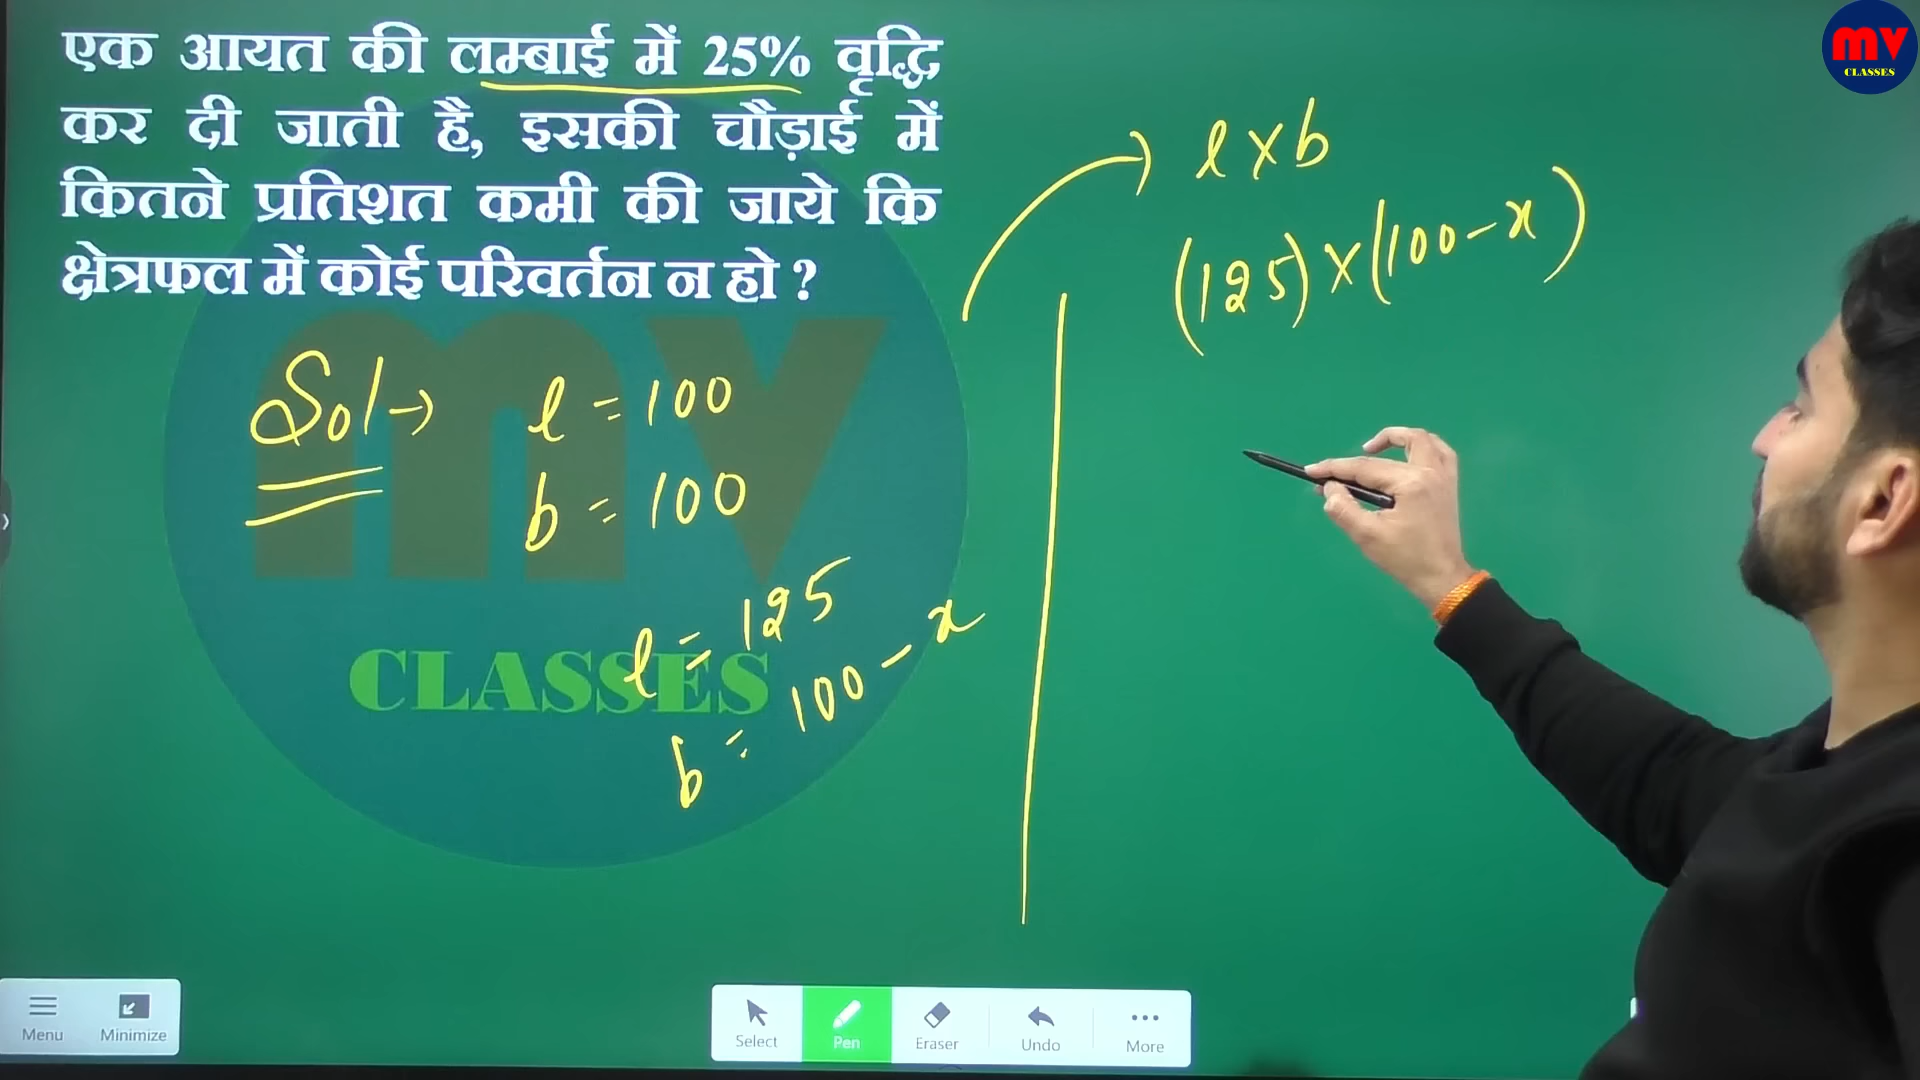 एक आयत की लम्बाई में 25% वृद्धि
कर दी जाती है, इसकी चौड़ाई में
कितने प्रतिशत कमी की जाये कि
क्षेत्रफल में कोई परिवर्तन न हो ?
Sol → l = 100
b = 100
l = 125
b = 100 - x
l × b
(125) × (100 - x)
mv
CLASSES
mv
CLASSES
Menu
Minimize
Select
Pen
Eraser
Undo
More